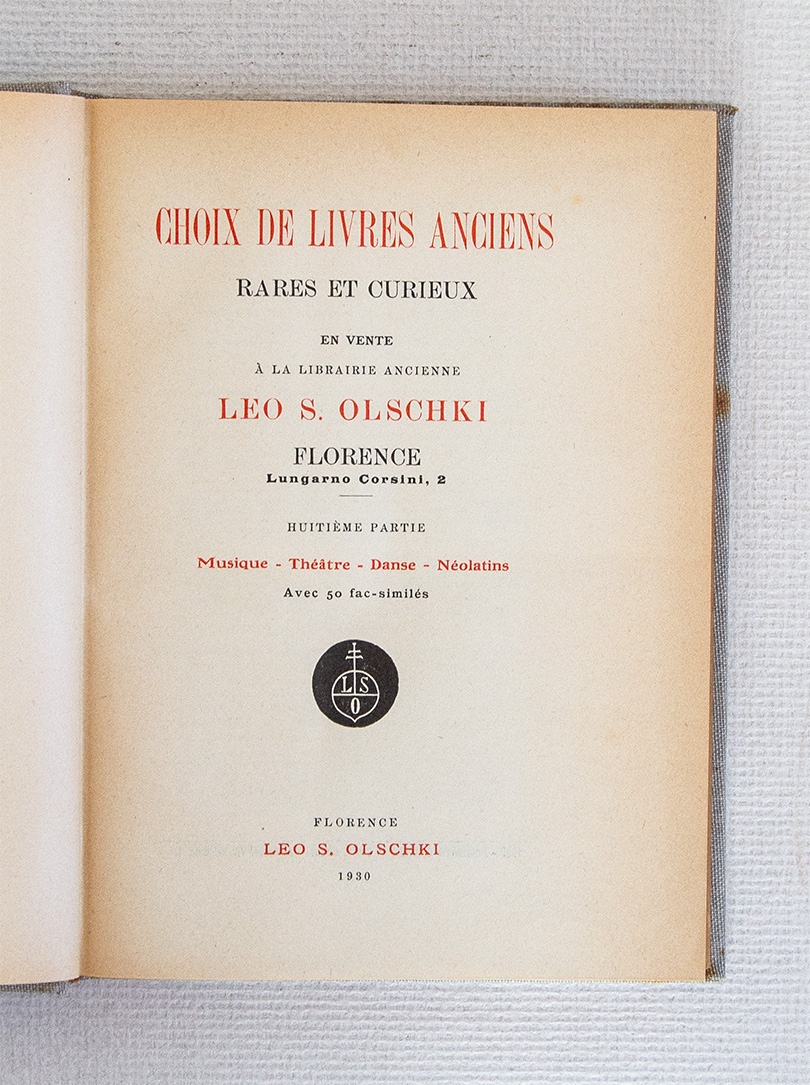 CHOIX DE LIVRES ANCIENS
RARES ET CURIEUX
EN VENTE
À LA LIBRAIRIE ANCIENNE
LEO S. OLSCHKI
FLORENCE
Lungarno Corsini, 2
HUITIÈME PARTIE
Musique - Théâtre - Danse - Néolatins
Avec 50 fac-similés
L S
O
FLORENCE
LEO S. OLSCHKI
1930